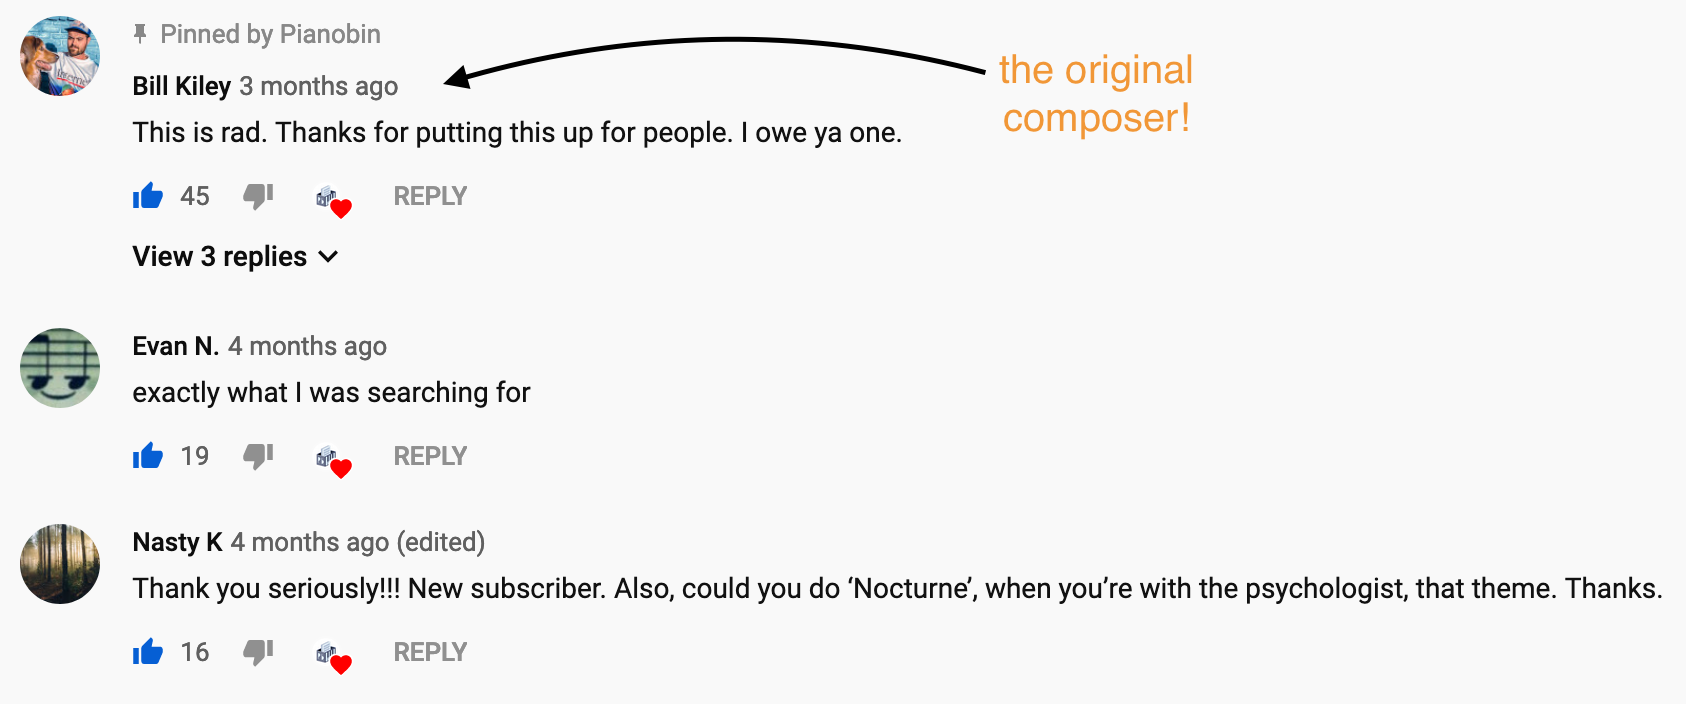 Pinned by Pianobin
Bill Kiley 3 months ago
the original
composer!
This is rad. Thanks for putting this up for people. I owe ya one.
45 REPLY
View 3 replies
Evan N. 4 months ago
exactly what I was searching for
19 REPLY
Nasty K 4 months ago (edited)
Thank you seriously!!! New subscriber. Also, could you do ‘Nocturne’, when you’re with the psychologist, that theme. Thanks.
16 REPLY